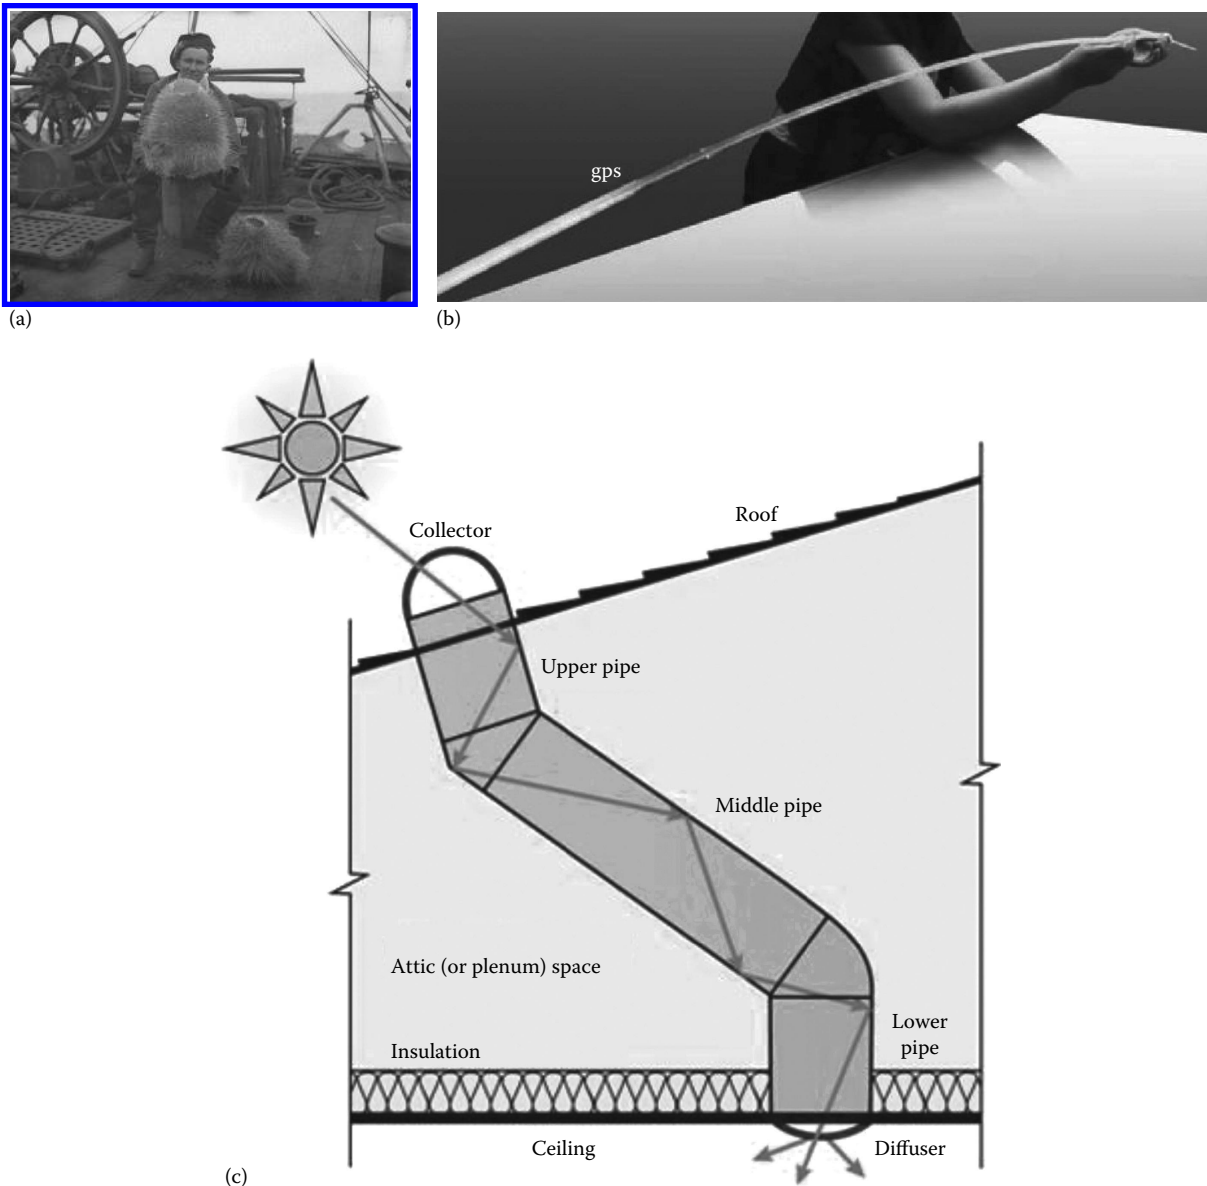 gps
(a)
(b)
Collector
Roof
Upper pipe
Middle pipe
Attic (or plenum) space
Lower
pipe
Insulation
Ceiling
Diffuser
(c)